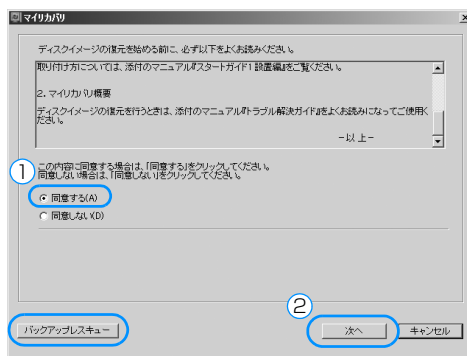 マイリカバリ
ディスクイメージの復元を始める前に、必ず以下をよくお読みください。
取り付け方については、添付のマニュアル『スタートガイド1 設置編』をご覧ください。
2. マイリカバリ概要
ディスクイメージの復元を行うときは、添付のマニュアル『トラブル解決ガイド』をよくお読みになってご使用ください。
－以上－
この内容に同意する場合は、「同意する」をクリックしてください。
同意しない場合は、「同意しない」をクリックしてください。
1
同意する(A)
同意しない(D)
2
バックアップレスキュー
次へ
キャンセル